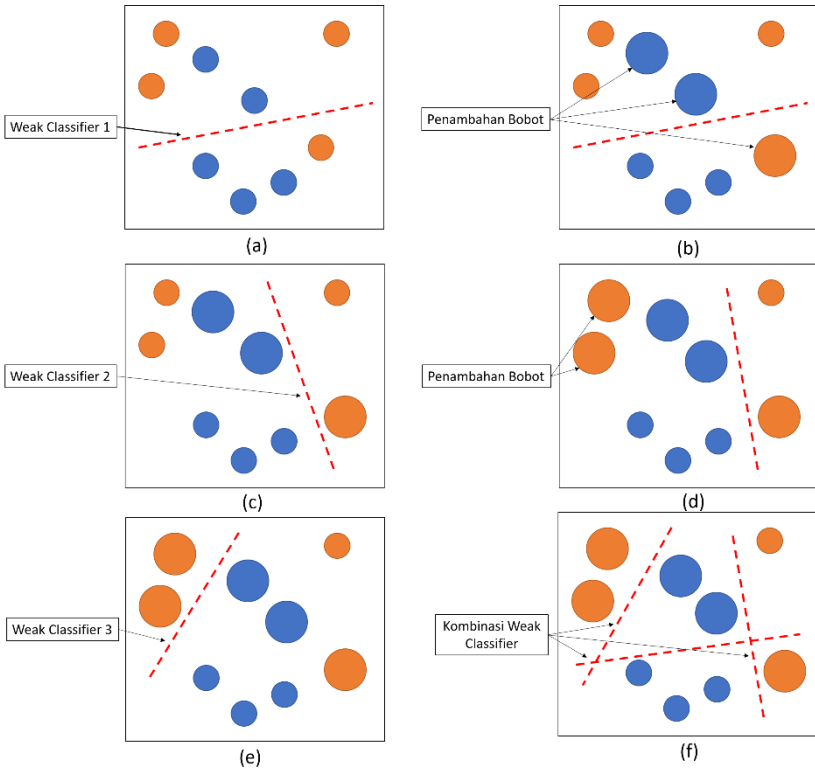 Weak Classifier 1
(a)
Penambahan Bobot
(b)
Weak Classifier 2
(c)
Penambahan Bobot
(d)
Weak Classifier 3
(e)
Kombinasi Weak
Classifier
(f)